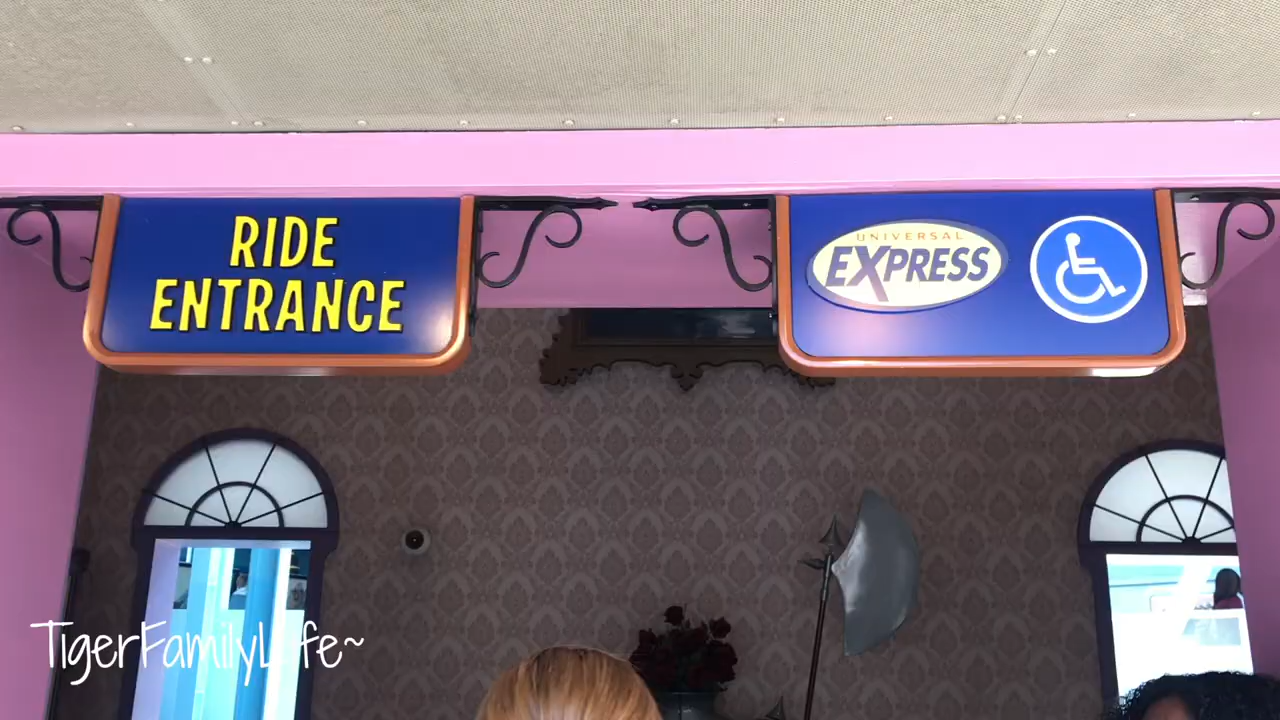 RIDE
ENTRANCE
UNIVERSAL
EXPRESS
TigerFamilyLife~